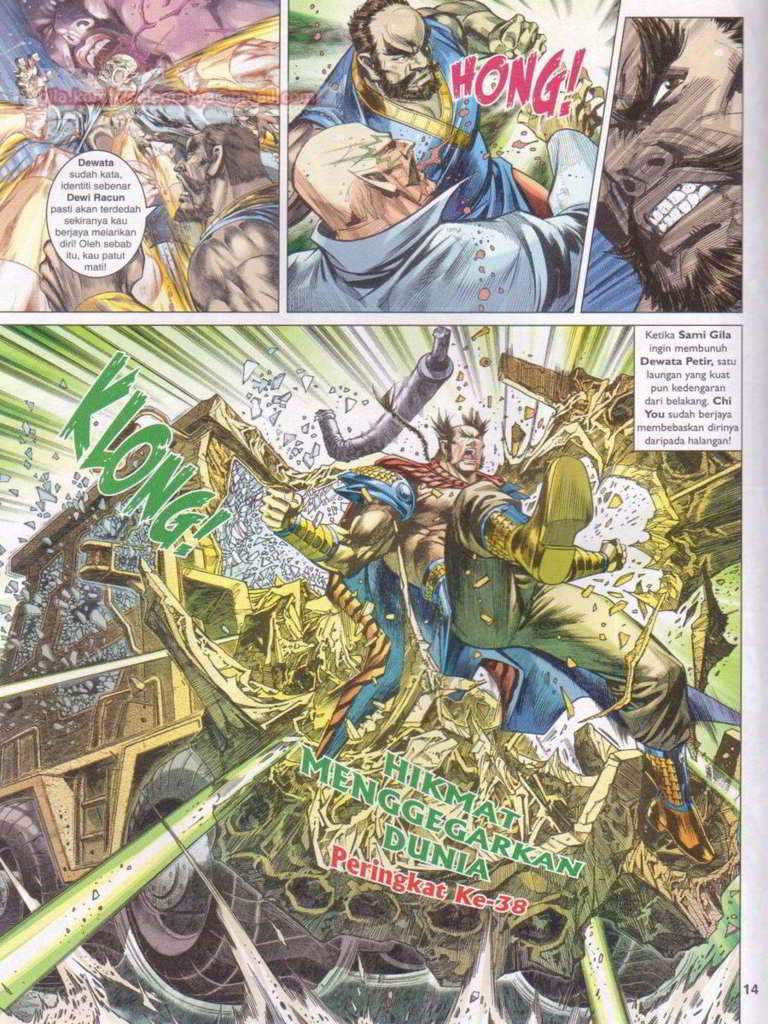 Dewata
sudah kata,
identiti sebenar
Dewi Racun
pasti akan terdedah
sekiranya kau
berjaya melarikan
diri! Oleh sebab
itu, kau patut
mati!
HONG!
Ketika Sami Gila
ingin membunuh
Dewata Petir, satu
laungan yang kuat
pun kedengaran
dari belakang. Chi
You sudah berjaya
membebaskan dirinya
daripada halangan!
KLONG!
HIKMAT
MENGGEGARKAN
DUNIA
Peringkat Ke-38
14